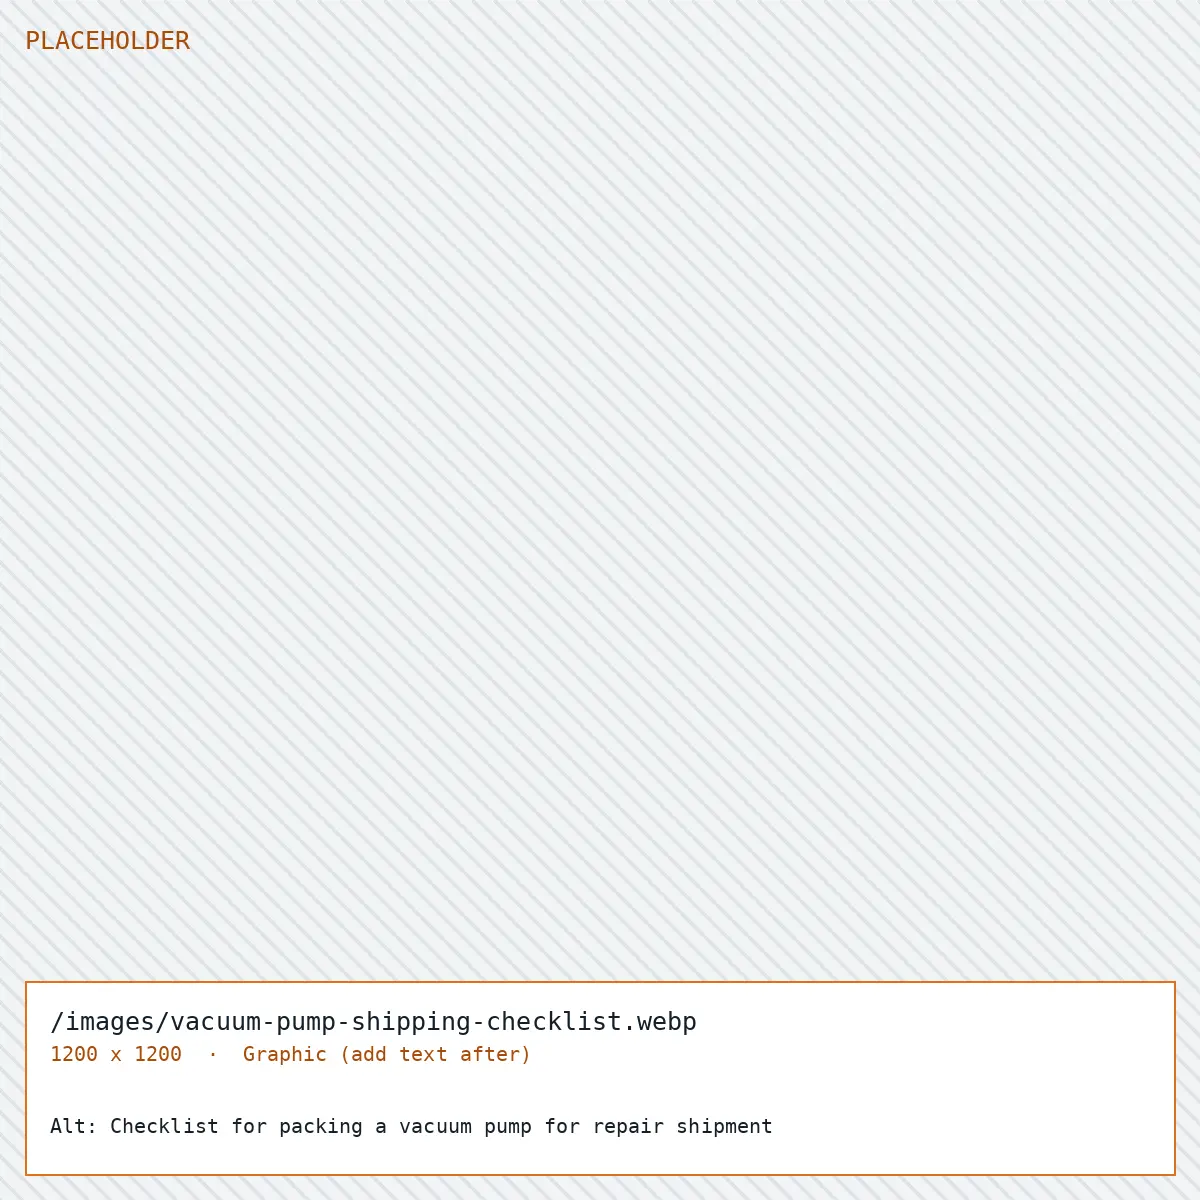 PLACEHOLDER
/images/vacuum-pump-shipping-checklist.webp
1200 x 1200 · Graphic (add text after)
Alt: Checklist for packing a vacuum pump for repair shipment